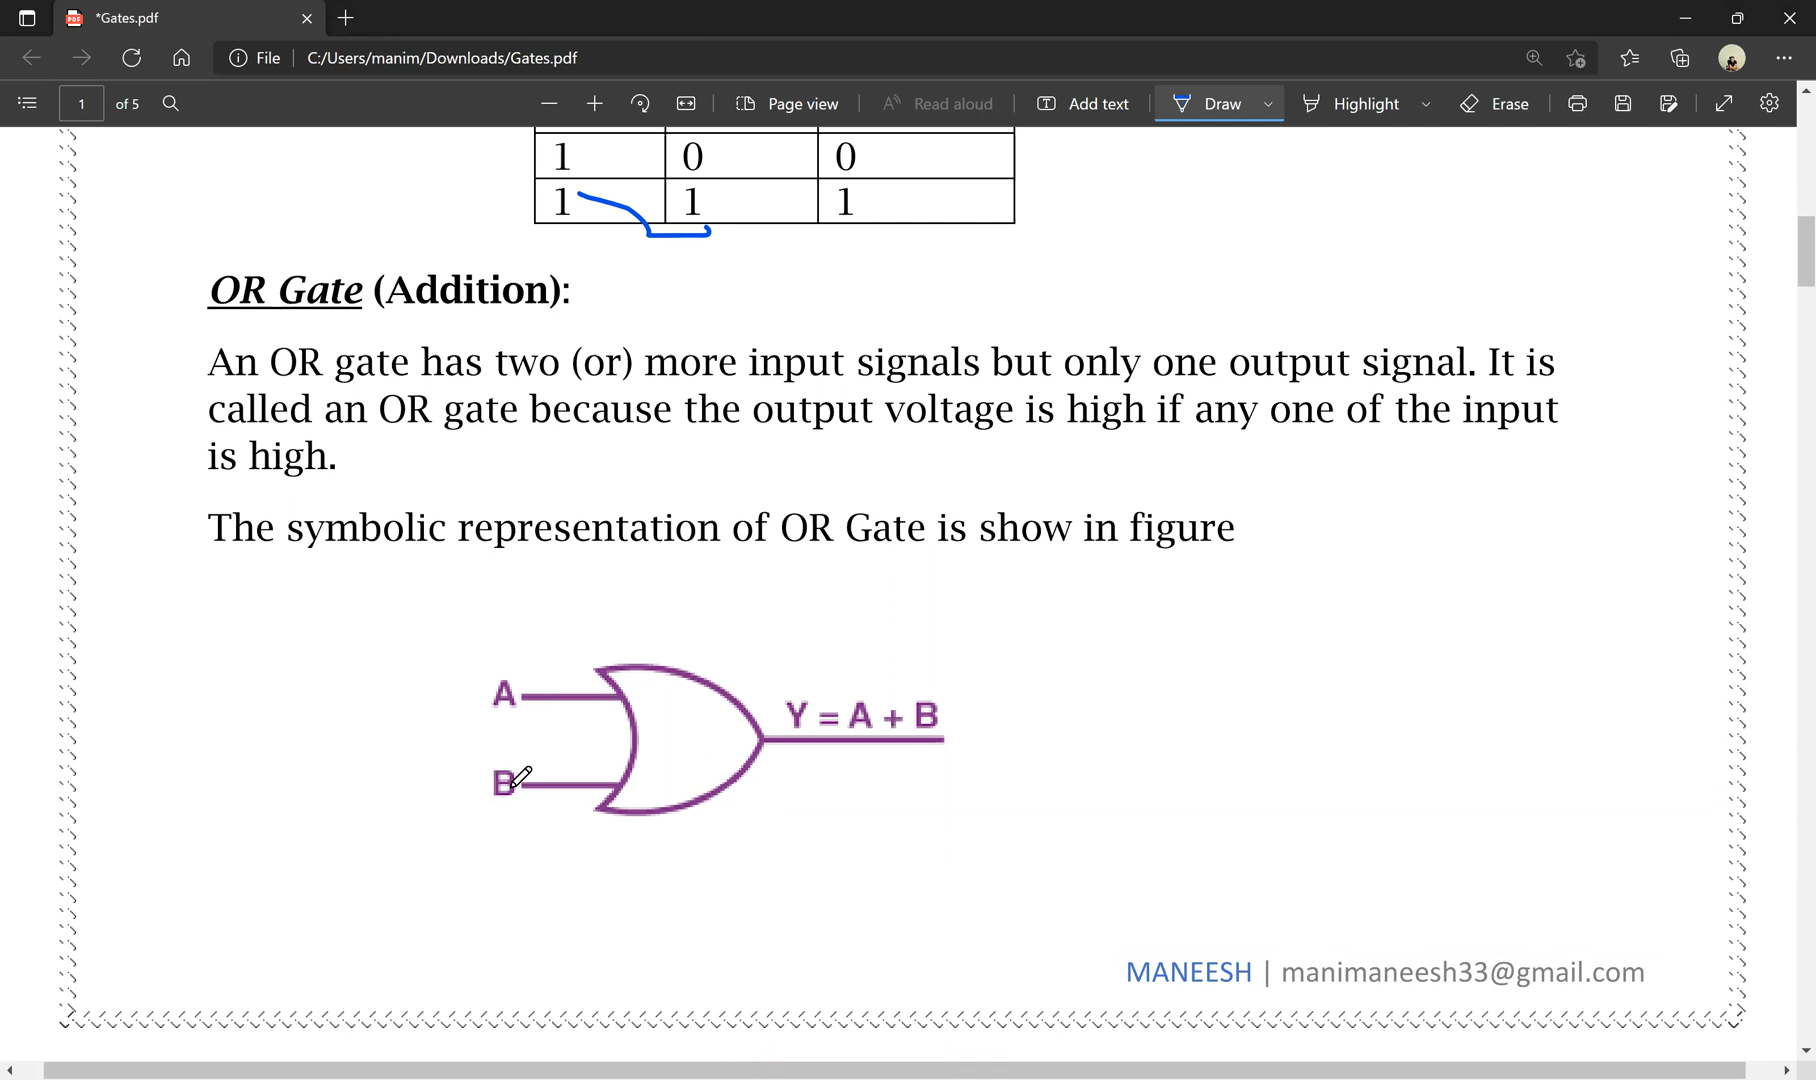 *Gates.pdf
File C:/Users/manim/Downloads/Gates.pdf
1 of 5 Page view Read aloud Add text Draw Highlight Erase
1 0 0
1 1 1
OR Gate (Addition):
An OR gate has two (or) more input signals but only one output signal. It is
called an OR gate because the output voltage is high if any one of the input
is high.
The symbolic representation of OR Gate is show in figure
A
Y = A + B
B
MANEESH | manimaneesh33@gmail.com